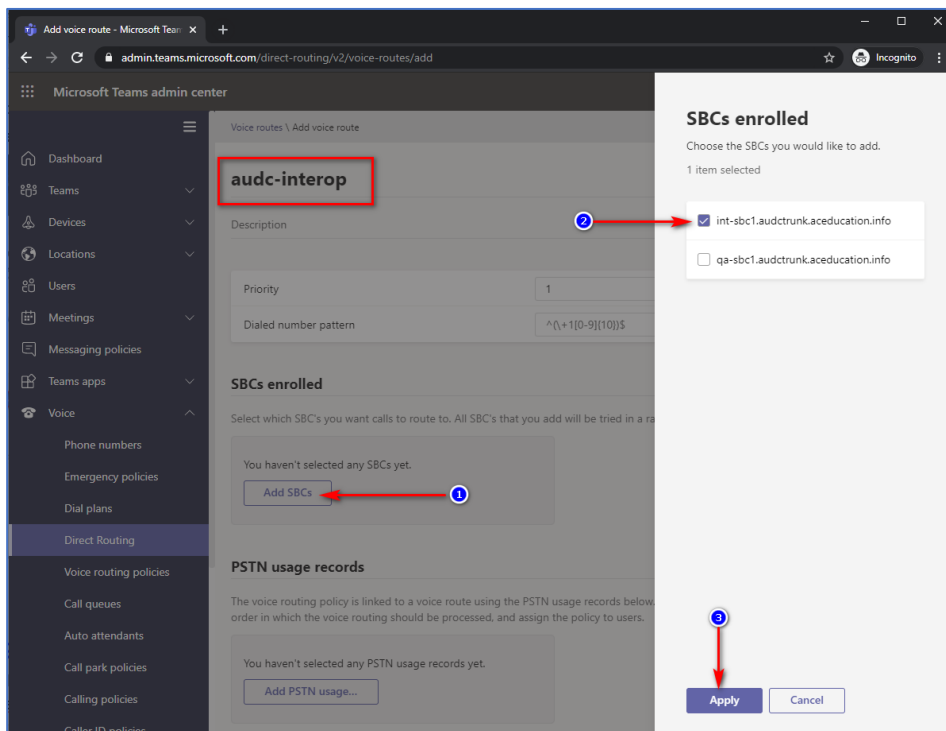 Add voice route - Microsoft Team
admin.teams.microsoft.com/direct-routing/v2/voice-routes/add
Incognito
Microsoft Teams admin center
Dashboard
Teams
Devices
Locations
Users
Meetings
Messaging policies
Teams apps
Voice
Phone numbers
Emergency policies
Dial plans
Direct Routing
Voice routing policies
Call queues
Auto attendants
Call park policies
Calling policies
Caller ID policies
Voice routes \ Add voice route
audc-interop
Description
Priority
1
Dialed number pattern
^(\+1[0-9]{10})$
SBCs enrolled
Select which SBC's you want calls to route to. All SBC's that you add will be tried in a ra
You haven't selected any SBCs yet.
Add SBCs
1
PSTN usage records
The voice routing policy is linked to a voice route using the PSTN usage records below.
order in which the voice routing should be processed, and assign the policy to users.
You haven't selected any PSTN usage records yet.
Add PSTN usage...
SBCs enrolled
Choose the SBCs you would like to add.
1 item selected
2
int-sbc1.audctrunk.aceducation.info
qa-sbc1.audctrunk.aceducation.info
3
Apply
Cancel